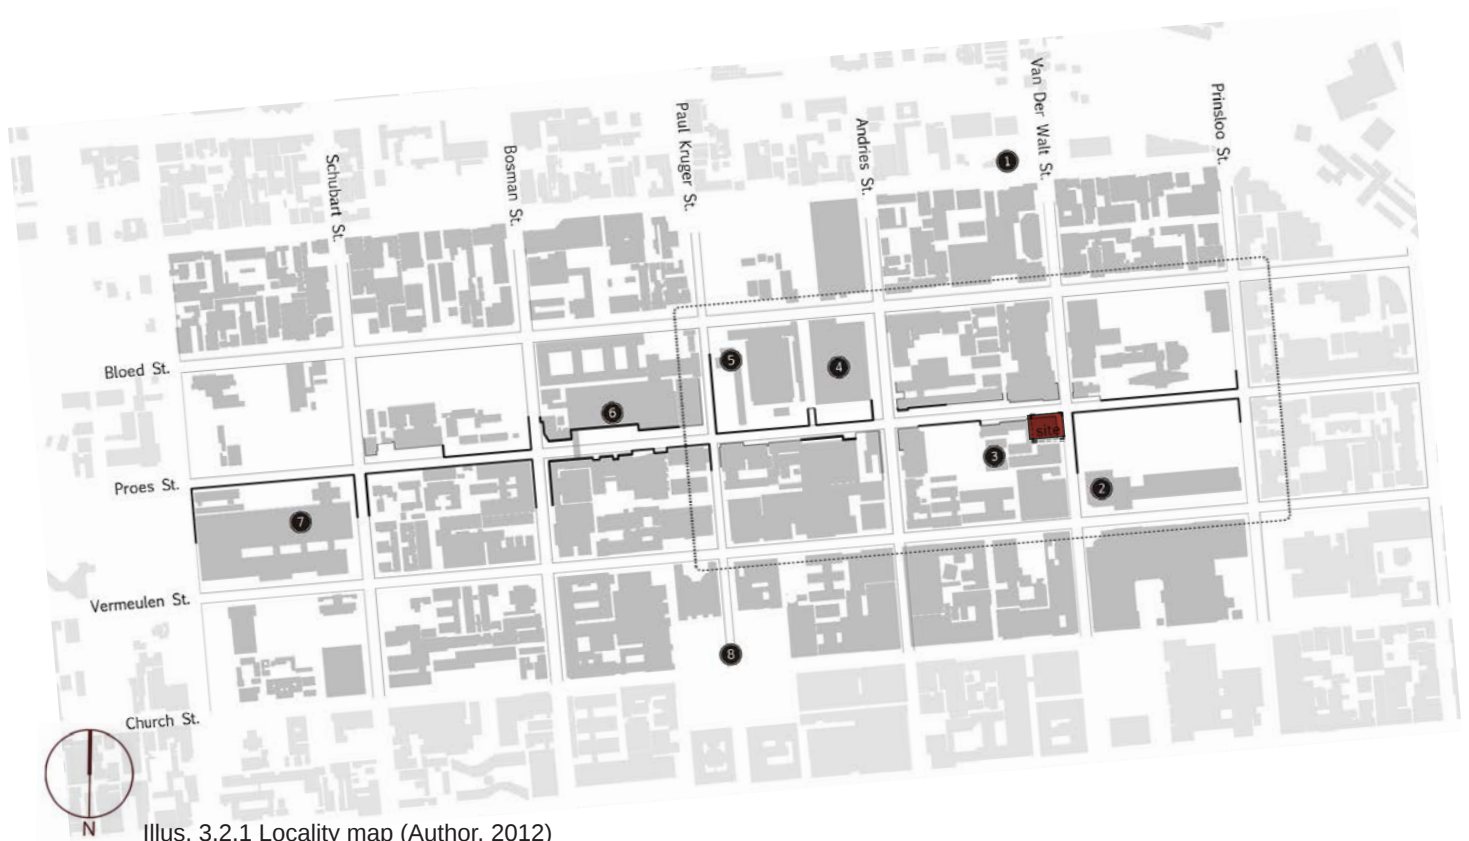 Van Der Walt St.
Prinsloo St.
Paul Kruger St.
Andries St.
Bosman St.
Schubart St.
1
Bloed St.
5
4
6
site
3
Proes St.
2
7
Vermeulen St.
8
Church St.
N
Illus. 3.2.1 Locality map (Author, 2012)